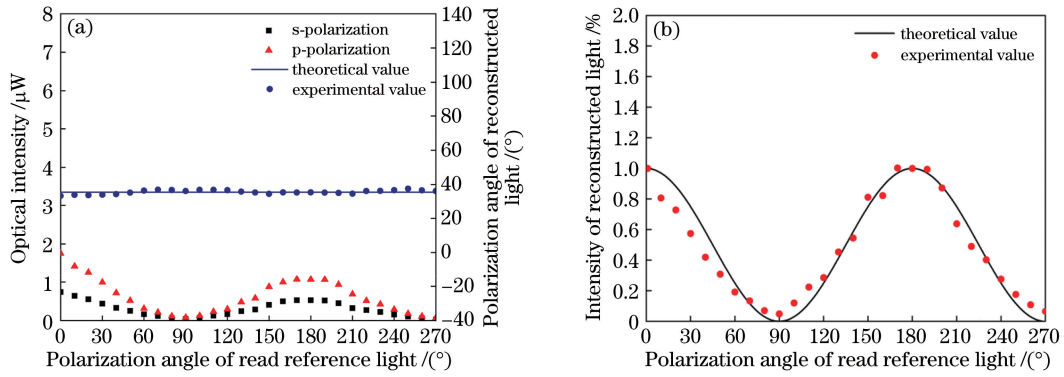 (a)
s-polarization
p-polarization
theoretical value
experimental value
Optical intensity /μW
8
7
6
5
4
3
2
1
0
140
120
100
80
60
40
20
0
−20
−40
Polarization angle of reconstructed
light /(°)
0 30 60 90 120 150 180 210 240 270
Polarization angle of read reference light /(°)
(b)
theoretical value
experimental value
Intensity of reconstructed light /%
2.0
1.8
1.6
1.4
1.2
1.0
0.8
0.6
0.4
0.2
0
0 30 60 90 120 150 180 210 240 270
Polarization angle of read reference light /(°)